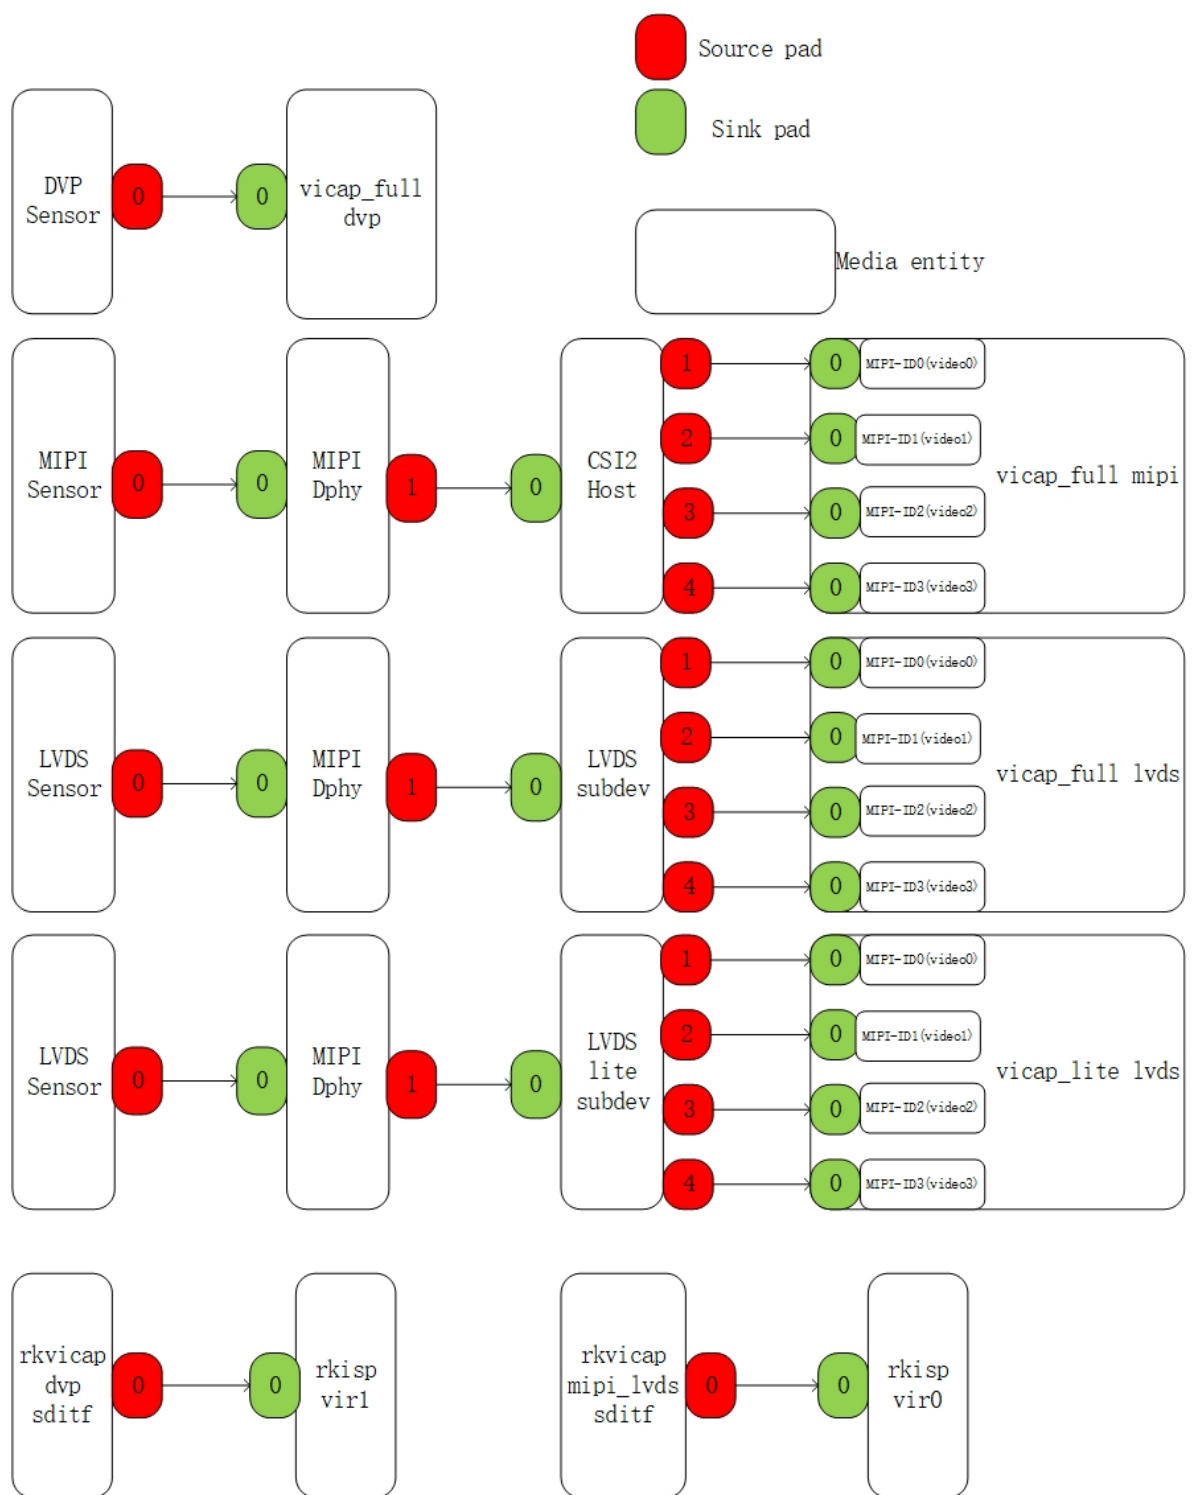 Source pad
Sink pad
DVP
Sensor
0
0
vicap_full
dvp
Media entity
MIPI
Sensor
0
0
MIPI
Dphy
1
0
CSI2
Host
1
0
MIPI-ID0(video0)
2
0
MIPI-ID1(video1)
3
0
MIPI-ID2(video2)
4
0
MIPI-ID3(video3)
vicap_full mipi
LVDS
Sensor
0
0
MIPI
Dphy
1
0
LVDS
subdev
1
0
MIPI-ID0(video0)
2
0
MIPI-ID1(video1)
3
0
MIPI-ID2(video2)
4
0
MIPI-ID3(video3)
vicap_full lvds
LVDS
Sensor
0
0
MIPI
Dphy
1
0
LVDS
lite
subdev
1
0
MIPI-ID0(video0)
2
0
MIPI-ID1(video1)
3
0
MIPI-ID2(video2)
4
0
MIPI-ID3(video3)
vicap_lite lvds
rkvicap
dvp
sditf
0
0
rkisp
vir1
rkvicap
mipi_lvds
sditf
0
0
rkisp
vir0